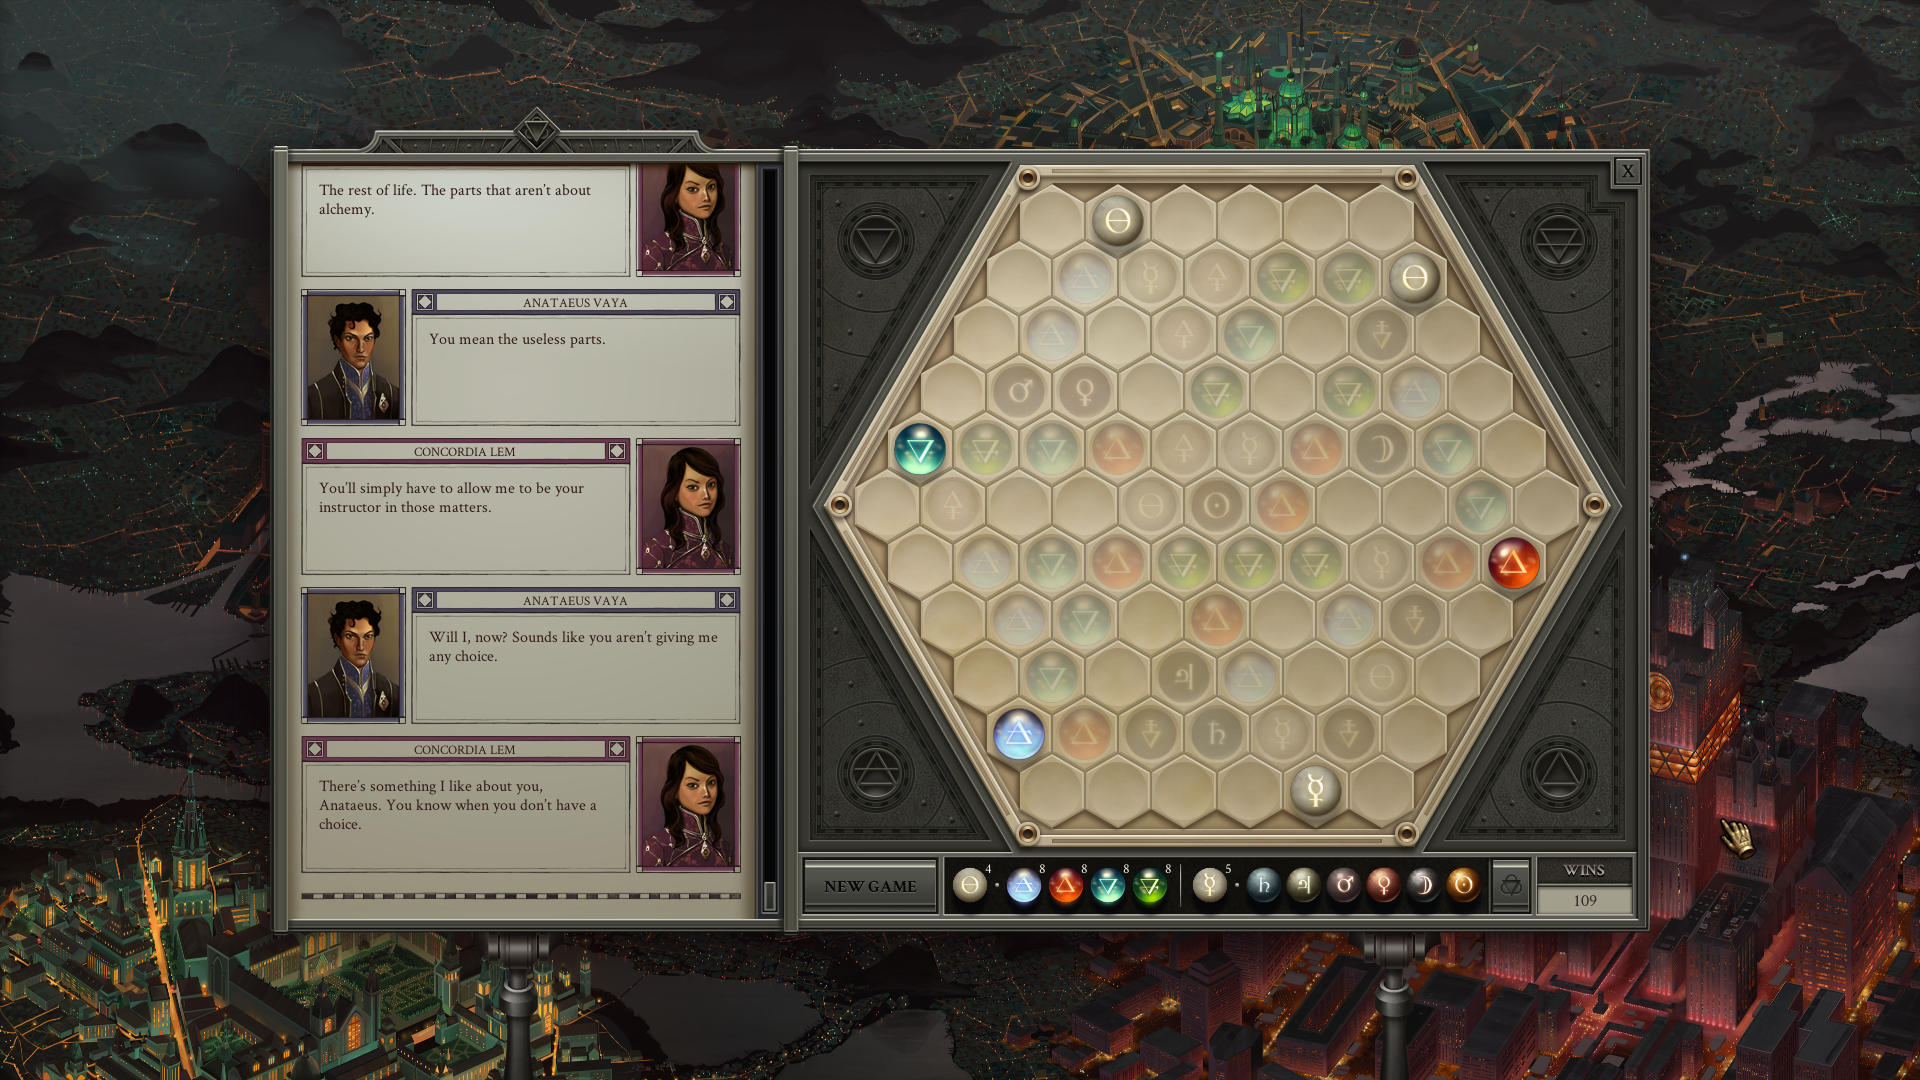 The rest of life. The parts that aren't about
alchemy.
ANATAEUS VAYA
You mean the useless parts.
CONCORDIA LEM
You'll simply have to allow me to be your
instructor in those matters.
ANATAEUS VAYA
Will I, now? Sounds like you aren't giving me
any choice.
CONCORDIA LEM
There's something I like about you,
Anataeus. You know when you don't have a
choice.
X
NEW GAME
4 8 8 8 8 5
WINS
109